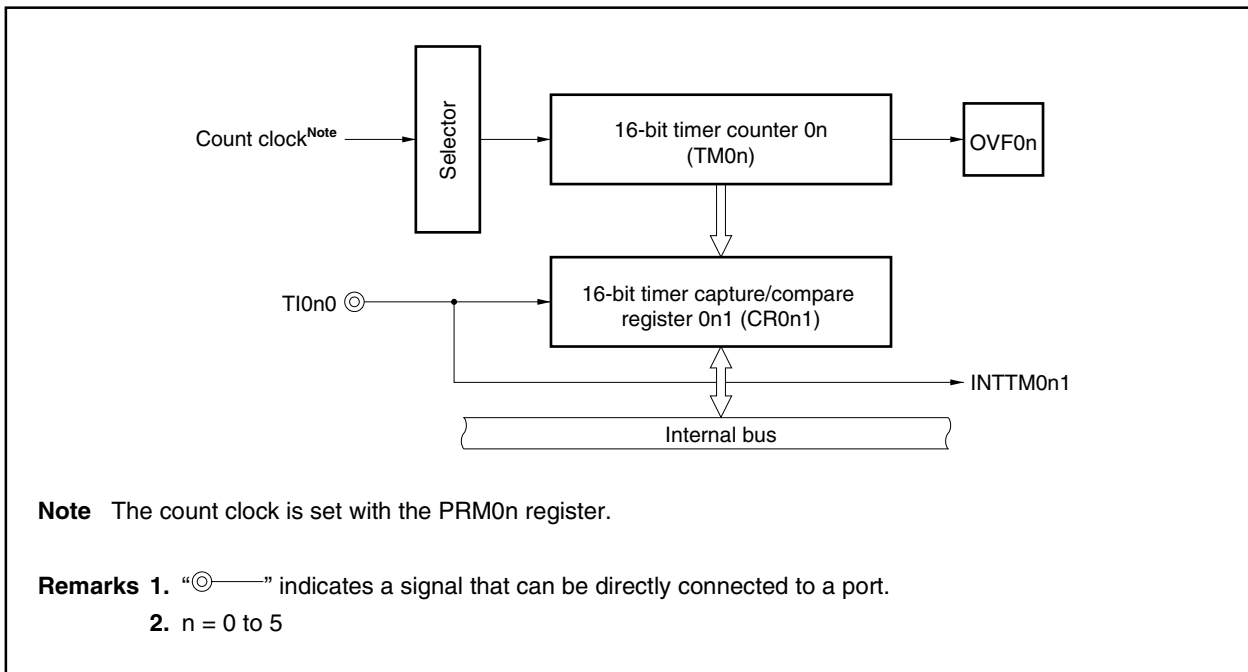 Count clockNote
Selector
16-bit timer counter 0n
(TM0n)
OVF0n
TI0n0
16-bit timer capture/compare
register 0n1 (CR0n1)
INTTM0n1
Internal bus
Note The count clock is set with the PRM0n register.
Remarks 1. “◎——” indicates a signal that can be directly connected to a port.
2. n = 0 to 5